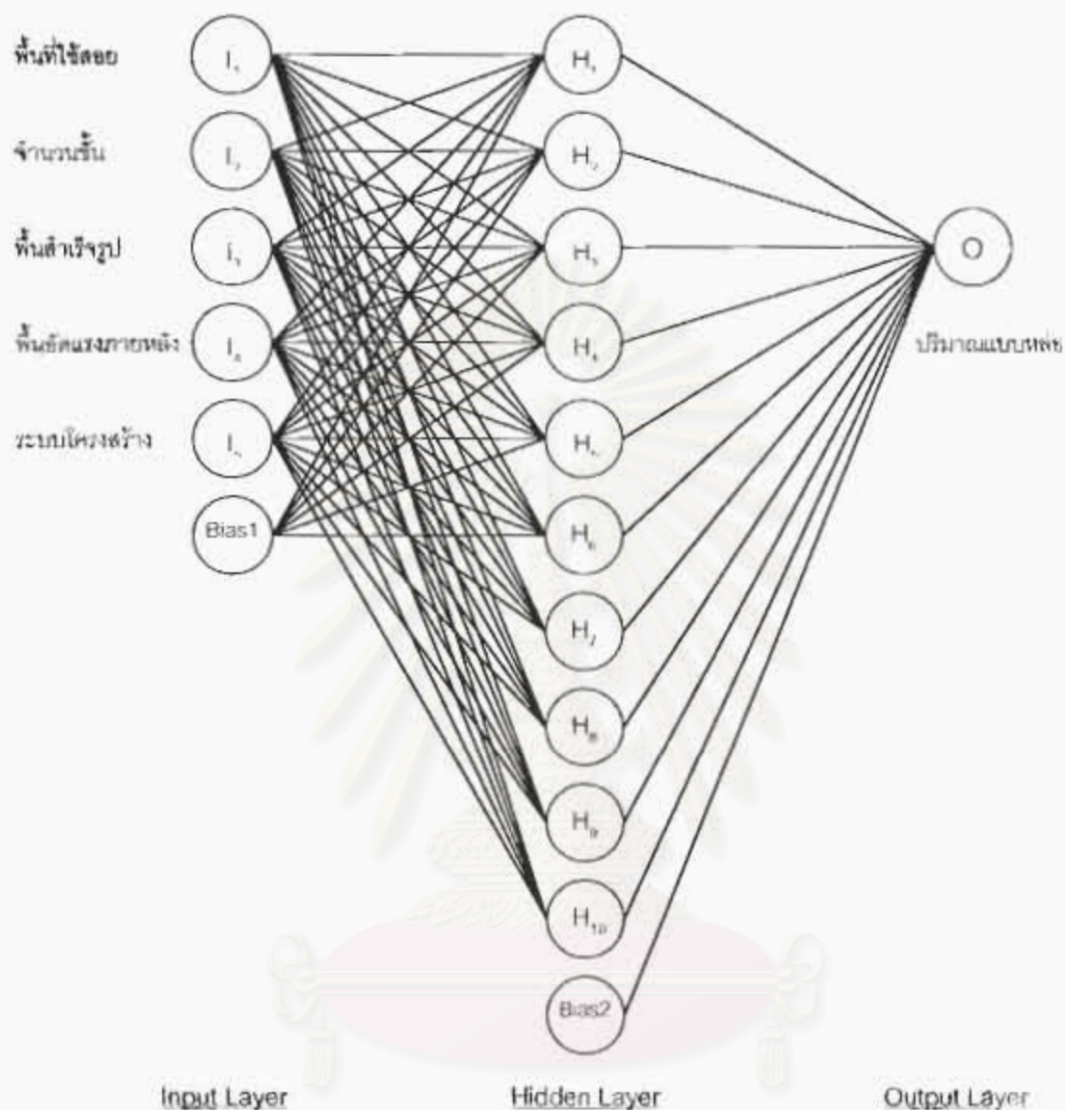 พื้นที่ใช้สอย
I₁
H₁
จำนวนชั้น
I₂
H₂
พื้นสำเร็จรูป
I₃
H₃
O
พื้นอัดแรงภายหลัง
I₄
H₄
ปริมาณแบบหล่อ
ระบบโครงสร้าง
I₅
H₅
Bias1
H₆
H₇
H₈
H₉
H₁₀
Bias2
Input Layer
Hidden Layer
Output Layer